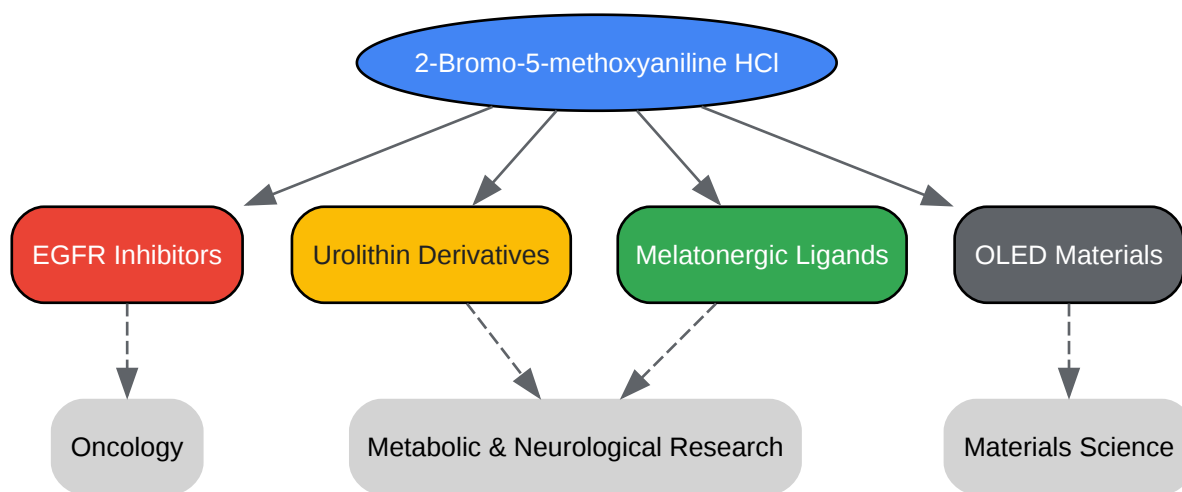 2-Bromo-5-methoxyaniline HCl
EGFR Inhibitors
Urolithin Derivatives
Melatonergic Ligands
OLED Materials
Oncology
Metabolic & Neurological Research
Materials Science